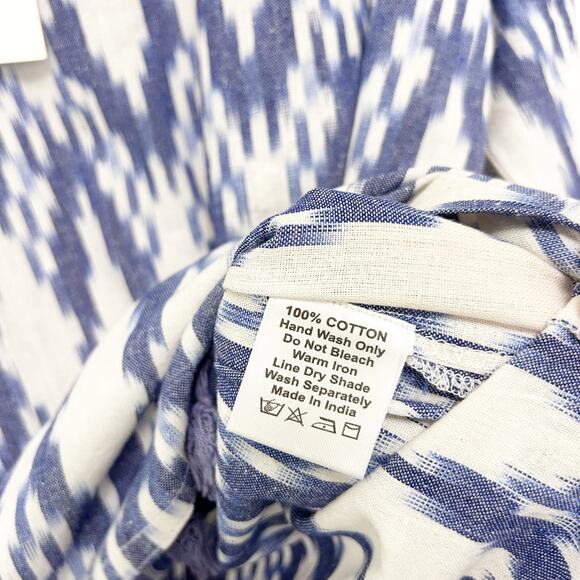 100% COTTON
Hand Wash Only
Do Not Bleach
Warm Iron
Line Dry Shade
Wash Separately
Made In India